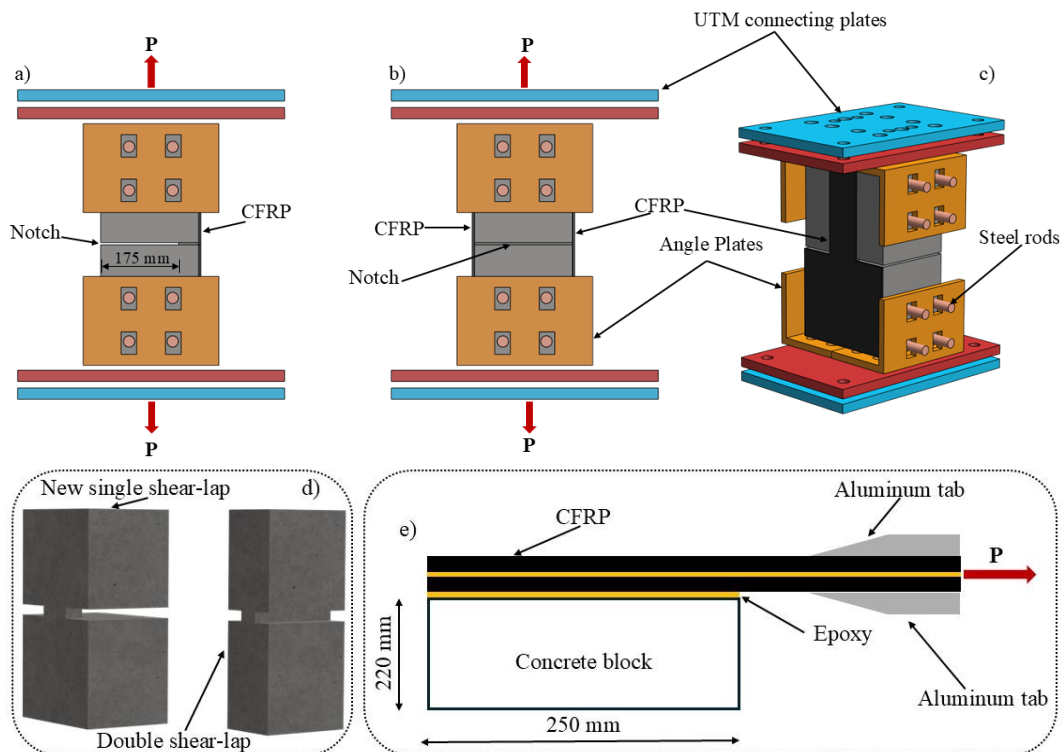 UTM connecting plates
P
P
a)
b)
c)
CFRP
CFRP
CFRP
Notch
Notch
175 mm
Angle Plates
Steel rods
P
P
New single shear-lap
d)
Double shear-lap
e)
CFRP
Aluminum tab
P
Epoxy
220 mm
Concrete block
Aluminum tab
250 mm